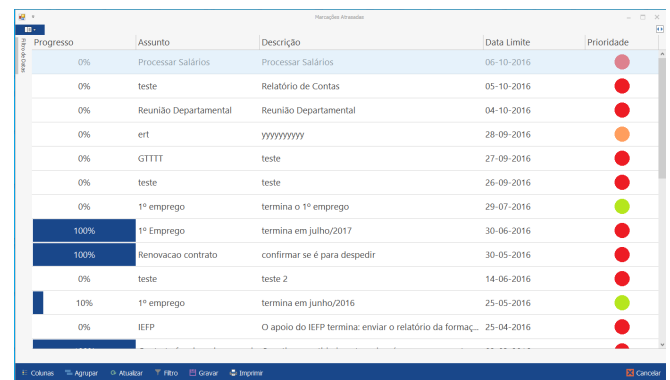 Marcações Atrasadas
Filtro de Datas
Progresso Assunto Descrição Data Limite Prioridade
0% Processar Salários Processar Salários 06-10-2016
0% teste Relatório de Contas 05-10-2016
0% Reunião Departamental Reunião Departamental 04-10-2016
0% ert yyyyyyyyyy 28-09-2016
0% GTTTT teste 27-09-2016
0% teste teste 26-09-2016
0% 1º emprego termina o 1º emprego 29-07-2016
100% 1º Emprego termina em julho/2017 30-06-2016
100% Renovacao contrato confirmar se é para despedir 30-05-2016
0% teste teste 2 14-06-2016
10% 1º emprego termina em junho/2016 25-05-2016
0% IEFP O apoio do IEFP termina: enviar o relatório da formaç... 25-04-2016
Colunas Agrupar Atualizar Filtro Gravar Imprimir Cancelar